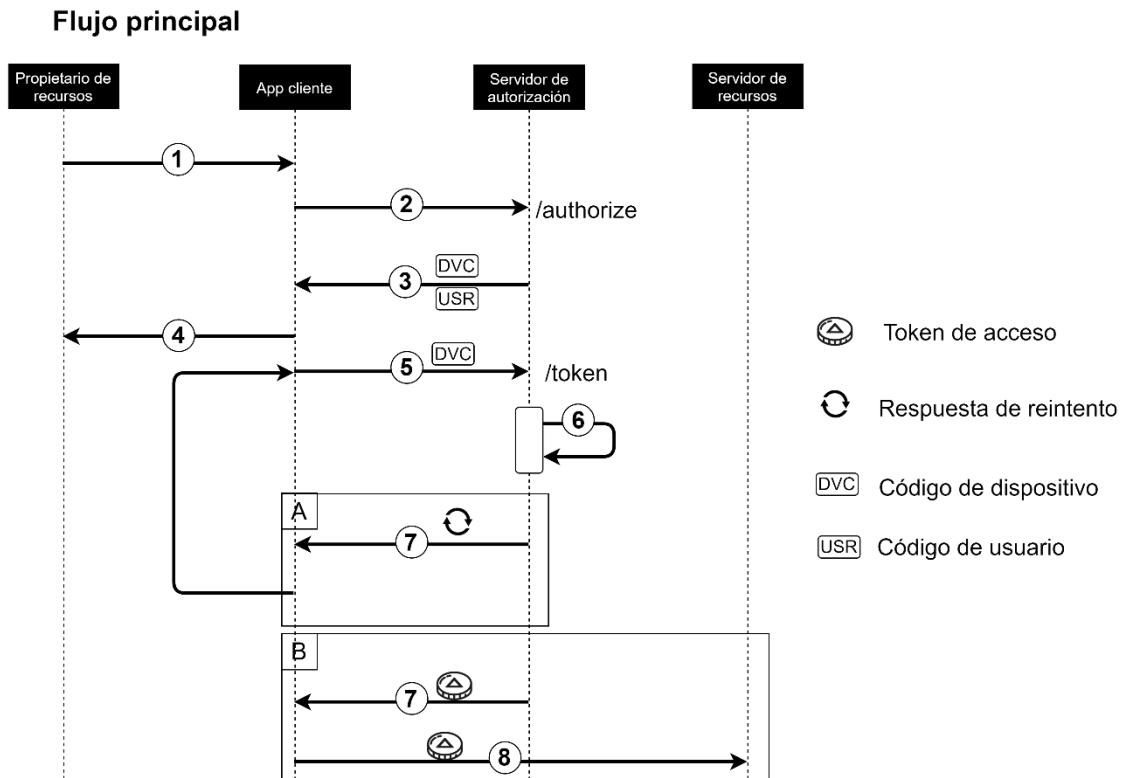 Flujo principal
Propietario de
recursos
App cliente
Servidor de
autorización
Servidor de
recursos
1
2
/authorize
3
DVC
USR
4
5
DVC
/token
6
A
7
B
7
8
Token de acceso
Respuesta de reintento
DVC
Código de dispositivo
USR
Código de usuario